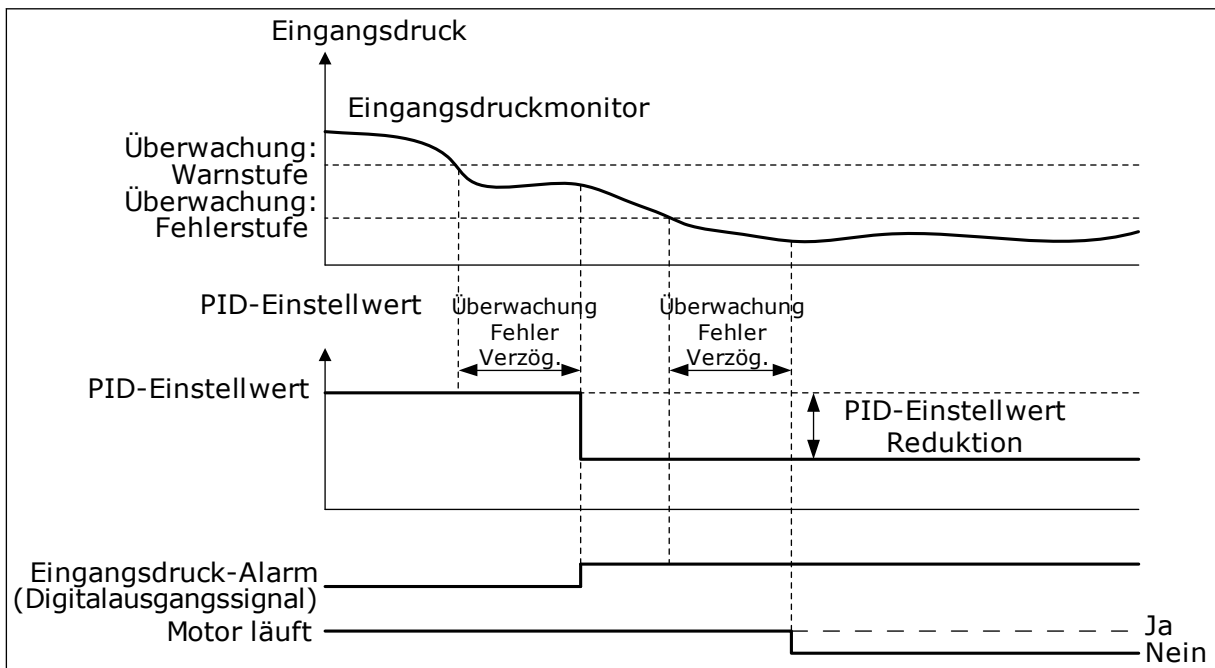 Eingangsdruck
Eingangsdruckmonitor
Überwachung:
Warnstufe
Überwachung:
Fehlerstufe
PID-Einstellwert
Überwachung
Fehler
Verzög.
Überwachung
Fehler
Verzög.
PID-Einstellwert
PID-Einstellwert
Reduktion
Eingangsdruck-Alarm
(Digitalausgangssignal)
Motor läuft
Ja
Nein